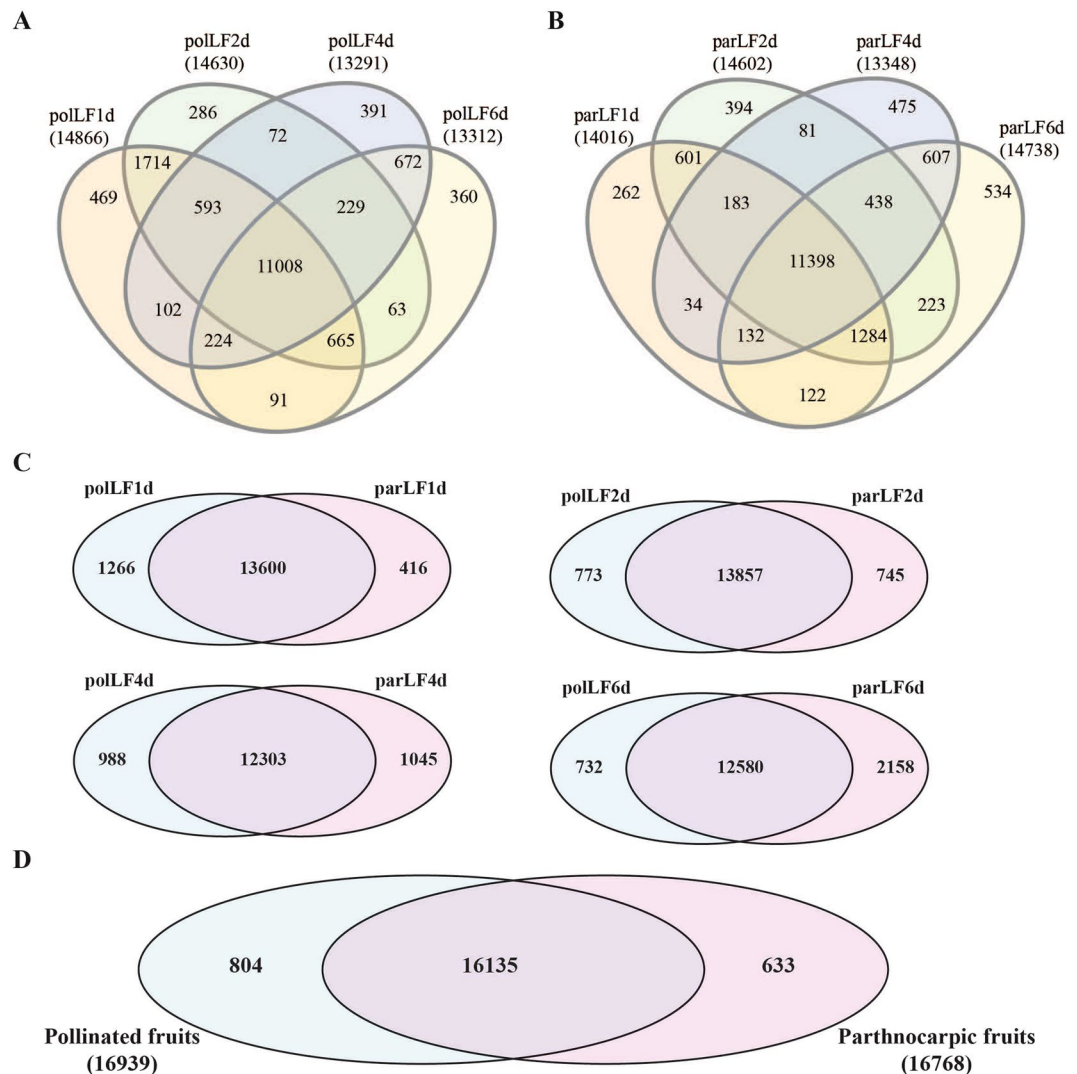 A
polLF2d
(14630)
polLF4d
(13291)
polLF1d
(14866)
polLF6d
(13312)
286
391
72
1714
672
469
593
229
360
11008
102
63
224
665
91
B
parLF2d
(14602)
parLF4d
(13348)
parLF1d
(14016)
parLF6d
(14738)
394
475
81
601
607
262
183
438
534
11398
34
223
132
1284
122
C
polLF1d
parLF1d
1266
13600
416
polLF2d
parLF2d
773
13857
745
polLF4d
parLF4d
988
12303
1045
polLF6d
parLF6d
732
12580
2158
D
804
16135
633
Pollinated fruits
(16939)
Parthnocarpic fruits
(16768)